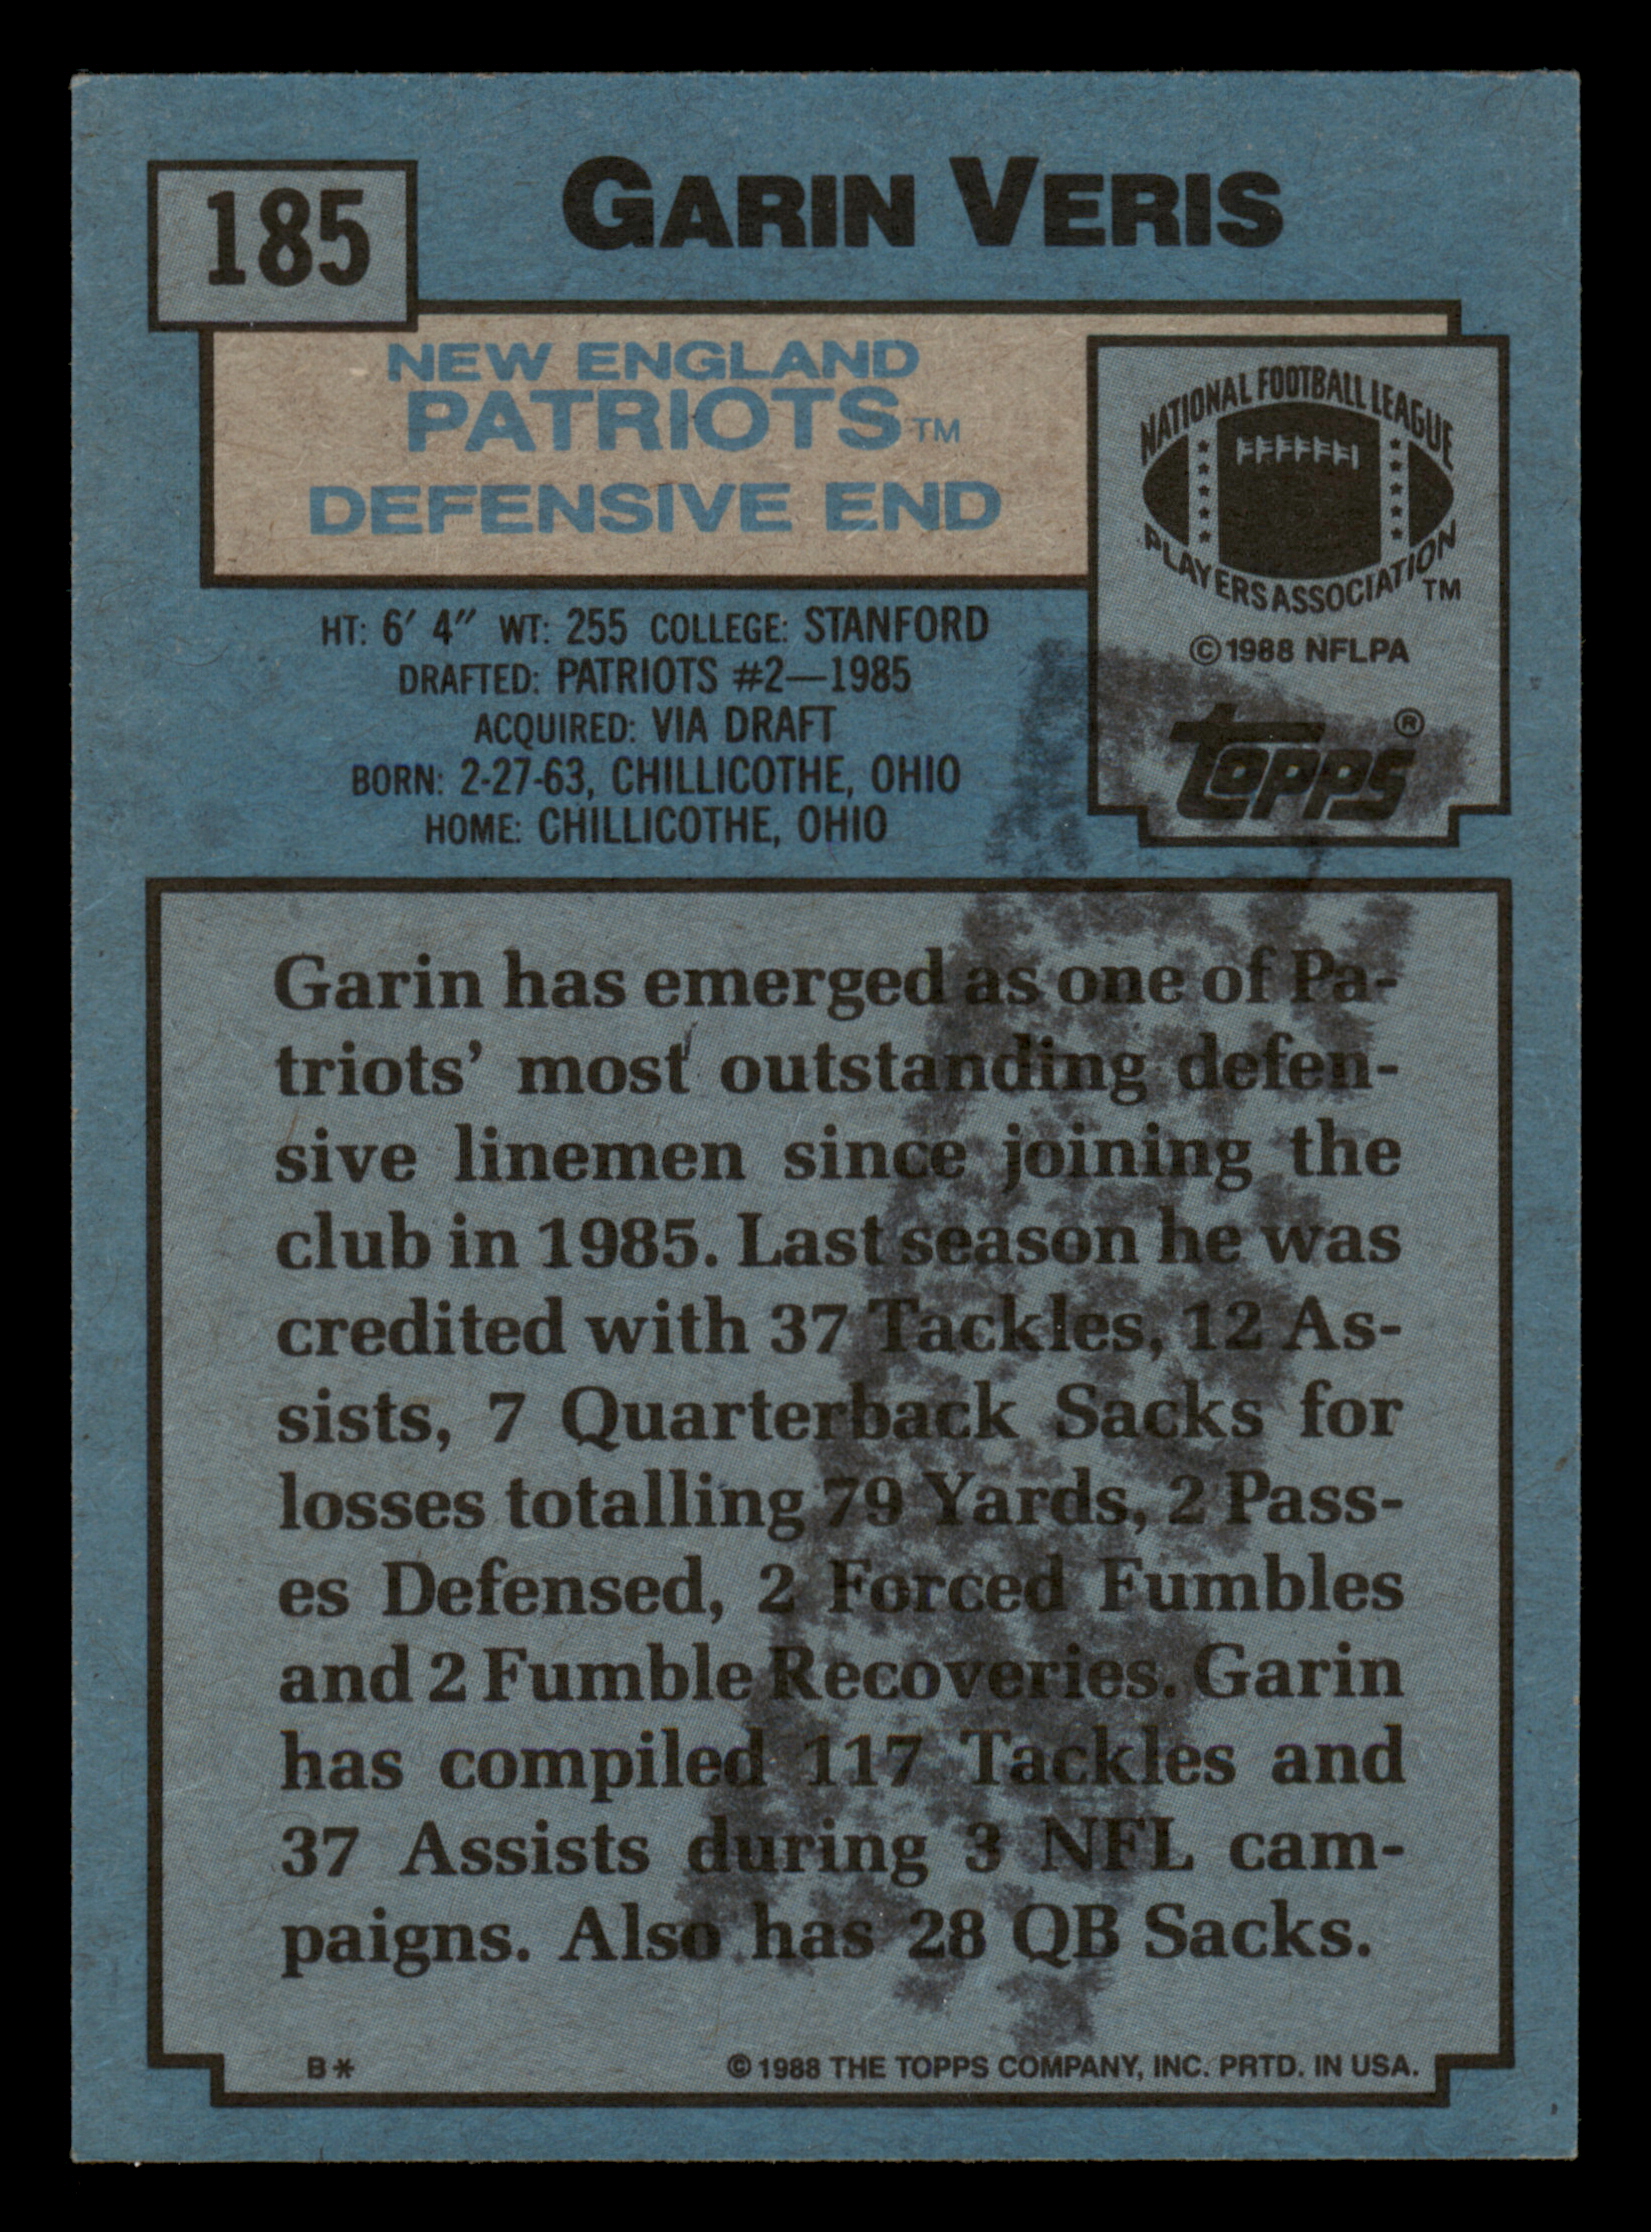 185
GARIN VERIS
NEW ENGLAND
PATRIOTS™
DEFENSIVE END
NATIONAL FOOTBALL LEAGUE
PLAYERS ASSOCIATION™
©1988 NFLPA
topps®
HT: 6' 4" WT: 255 COLLEGE: STANFORD
DRAFTED: PATRIOTS #2—1985
ACQUIRED: VIA DRAFT
BORN: 2-27-63, CHILLICOTHE, OHIO
HOME: CHILLICOTHE, OHIO
Garin has emerged as one of Pa-
triots' most outstanding defen-
sive linemen since joining the
club in 1985. Last season he was
credited with 37 Tackles, 12 As-
sists, 7 Quarterback Sacks for
losses totalling 79 Yards, 2 Pass-
es Defensed, 2 Forced Fumbles
and 2 Fumble Recoveries. Garin
has compiled 117 Tackles and
37 Assists during 3 NFL cam-
paigns. Also has 28 QB Sacks.
B*
© 1988 THE TOPPS COMPANY, INC. PRTD. IN USA.